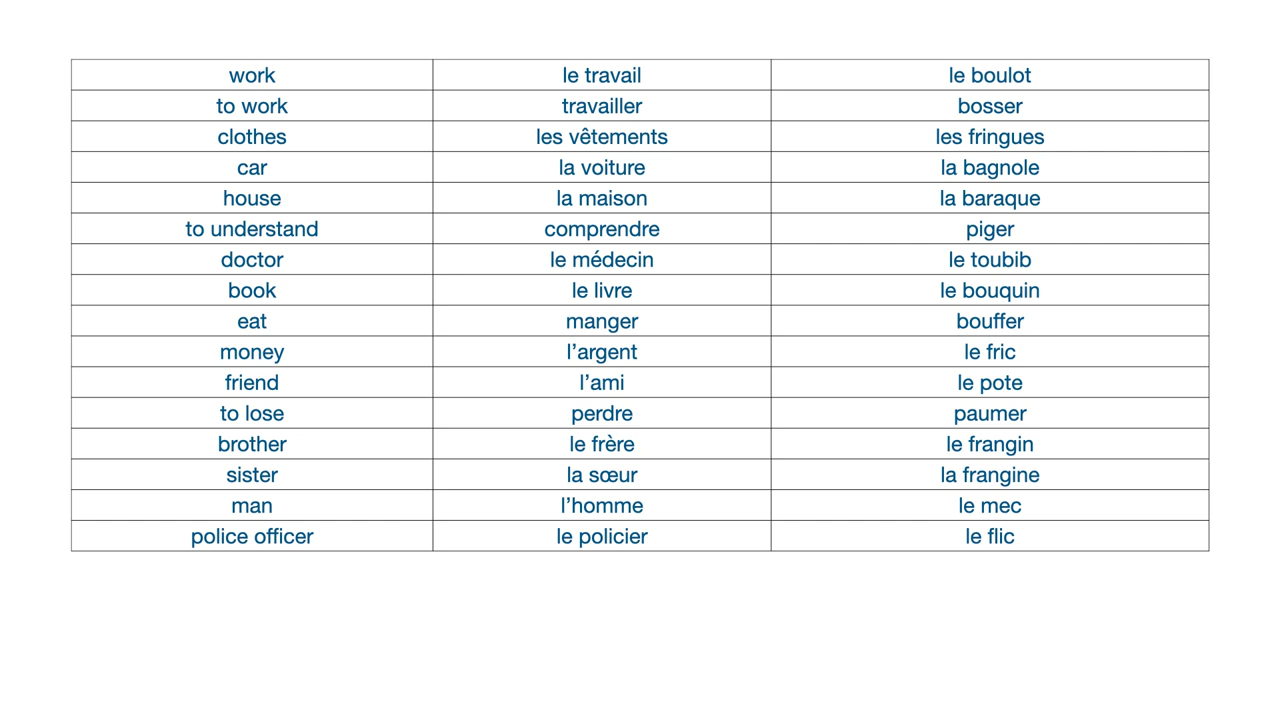 work le travail le boulot
to work travailler bosser
clothes les vêtements les fringues
car la voiture la bagnole
house la maison la baraque
to understand comprendre piger
doctor le médecin le toubib
book le livre le bouquin
eat manger bouffer
money l’argent le fric
friend l’ami le pote
to lose perdre paumer
brother le frère le frangin
sister la sœur la frangine
man l’homme le mec
police officer le policier le flic